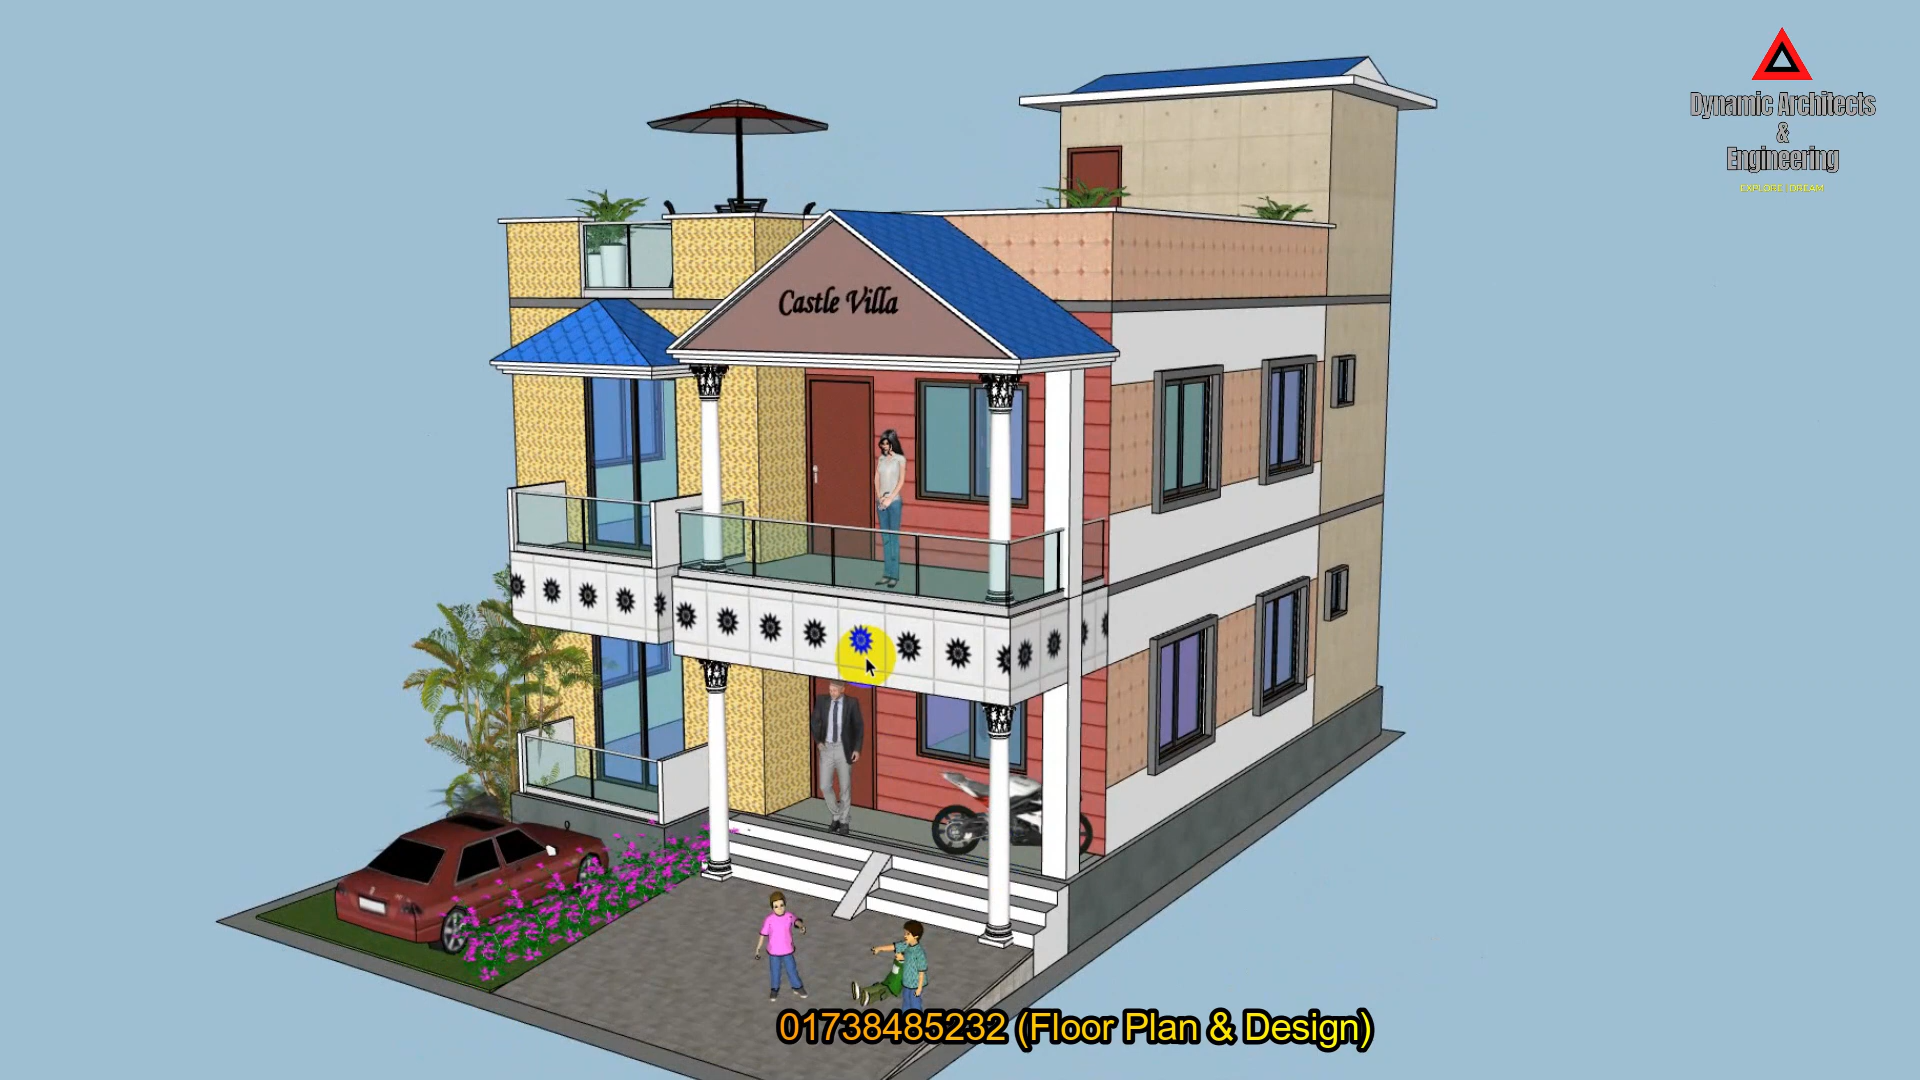 Dynamic Architects
&
Engineering
EXPLORE DREAM
Castle Villa
01738485232 (Floor Plan & Design)